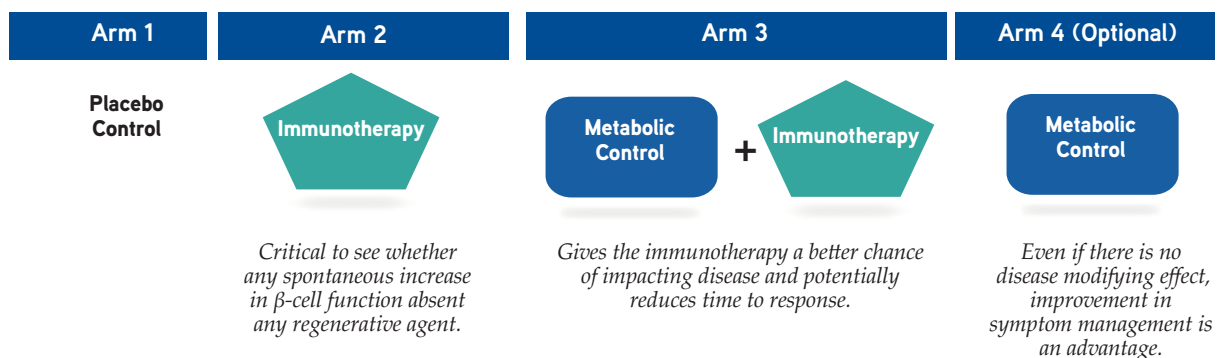 Arm 1
Arm 2
Arm 3
Arm 4 (Optional)
Placebo
Control
Immunotherapy
Metabolic
Control
+
Immunotherapy
Metabolic
Control
Critical to see whether
any spontaneous increase
in β-cell function absent
any regenerative agent.
Gives the immunotherapy a better chance
of impacting disease and potentially
reduces time to response.
Even if there is no
disease modifying effect,
improvement in
symptom management is
an advantage.